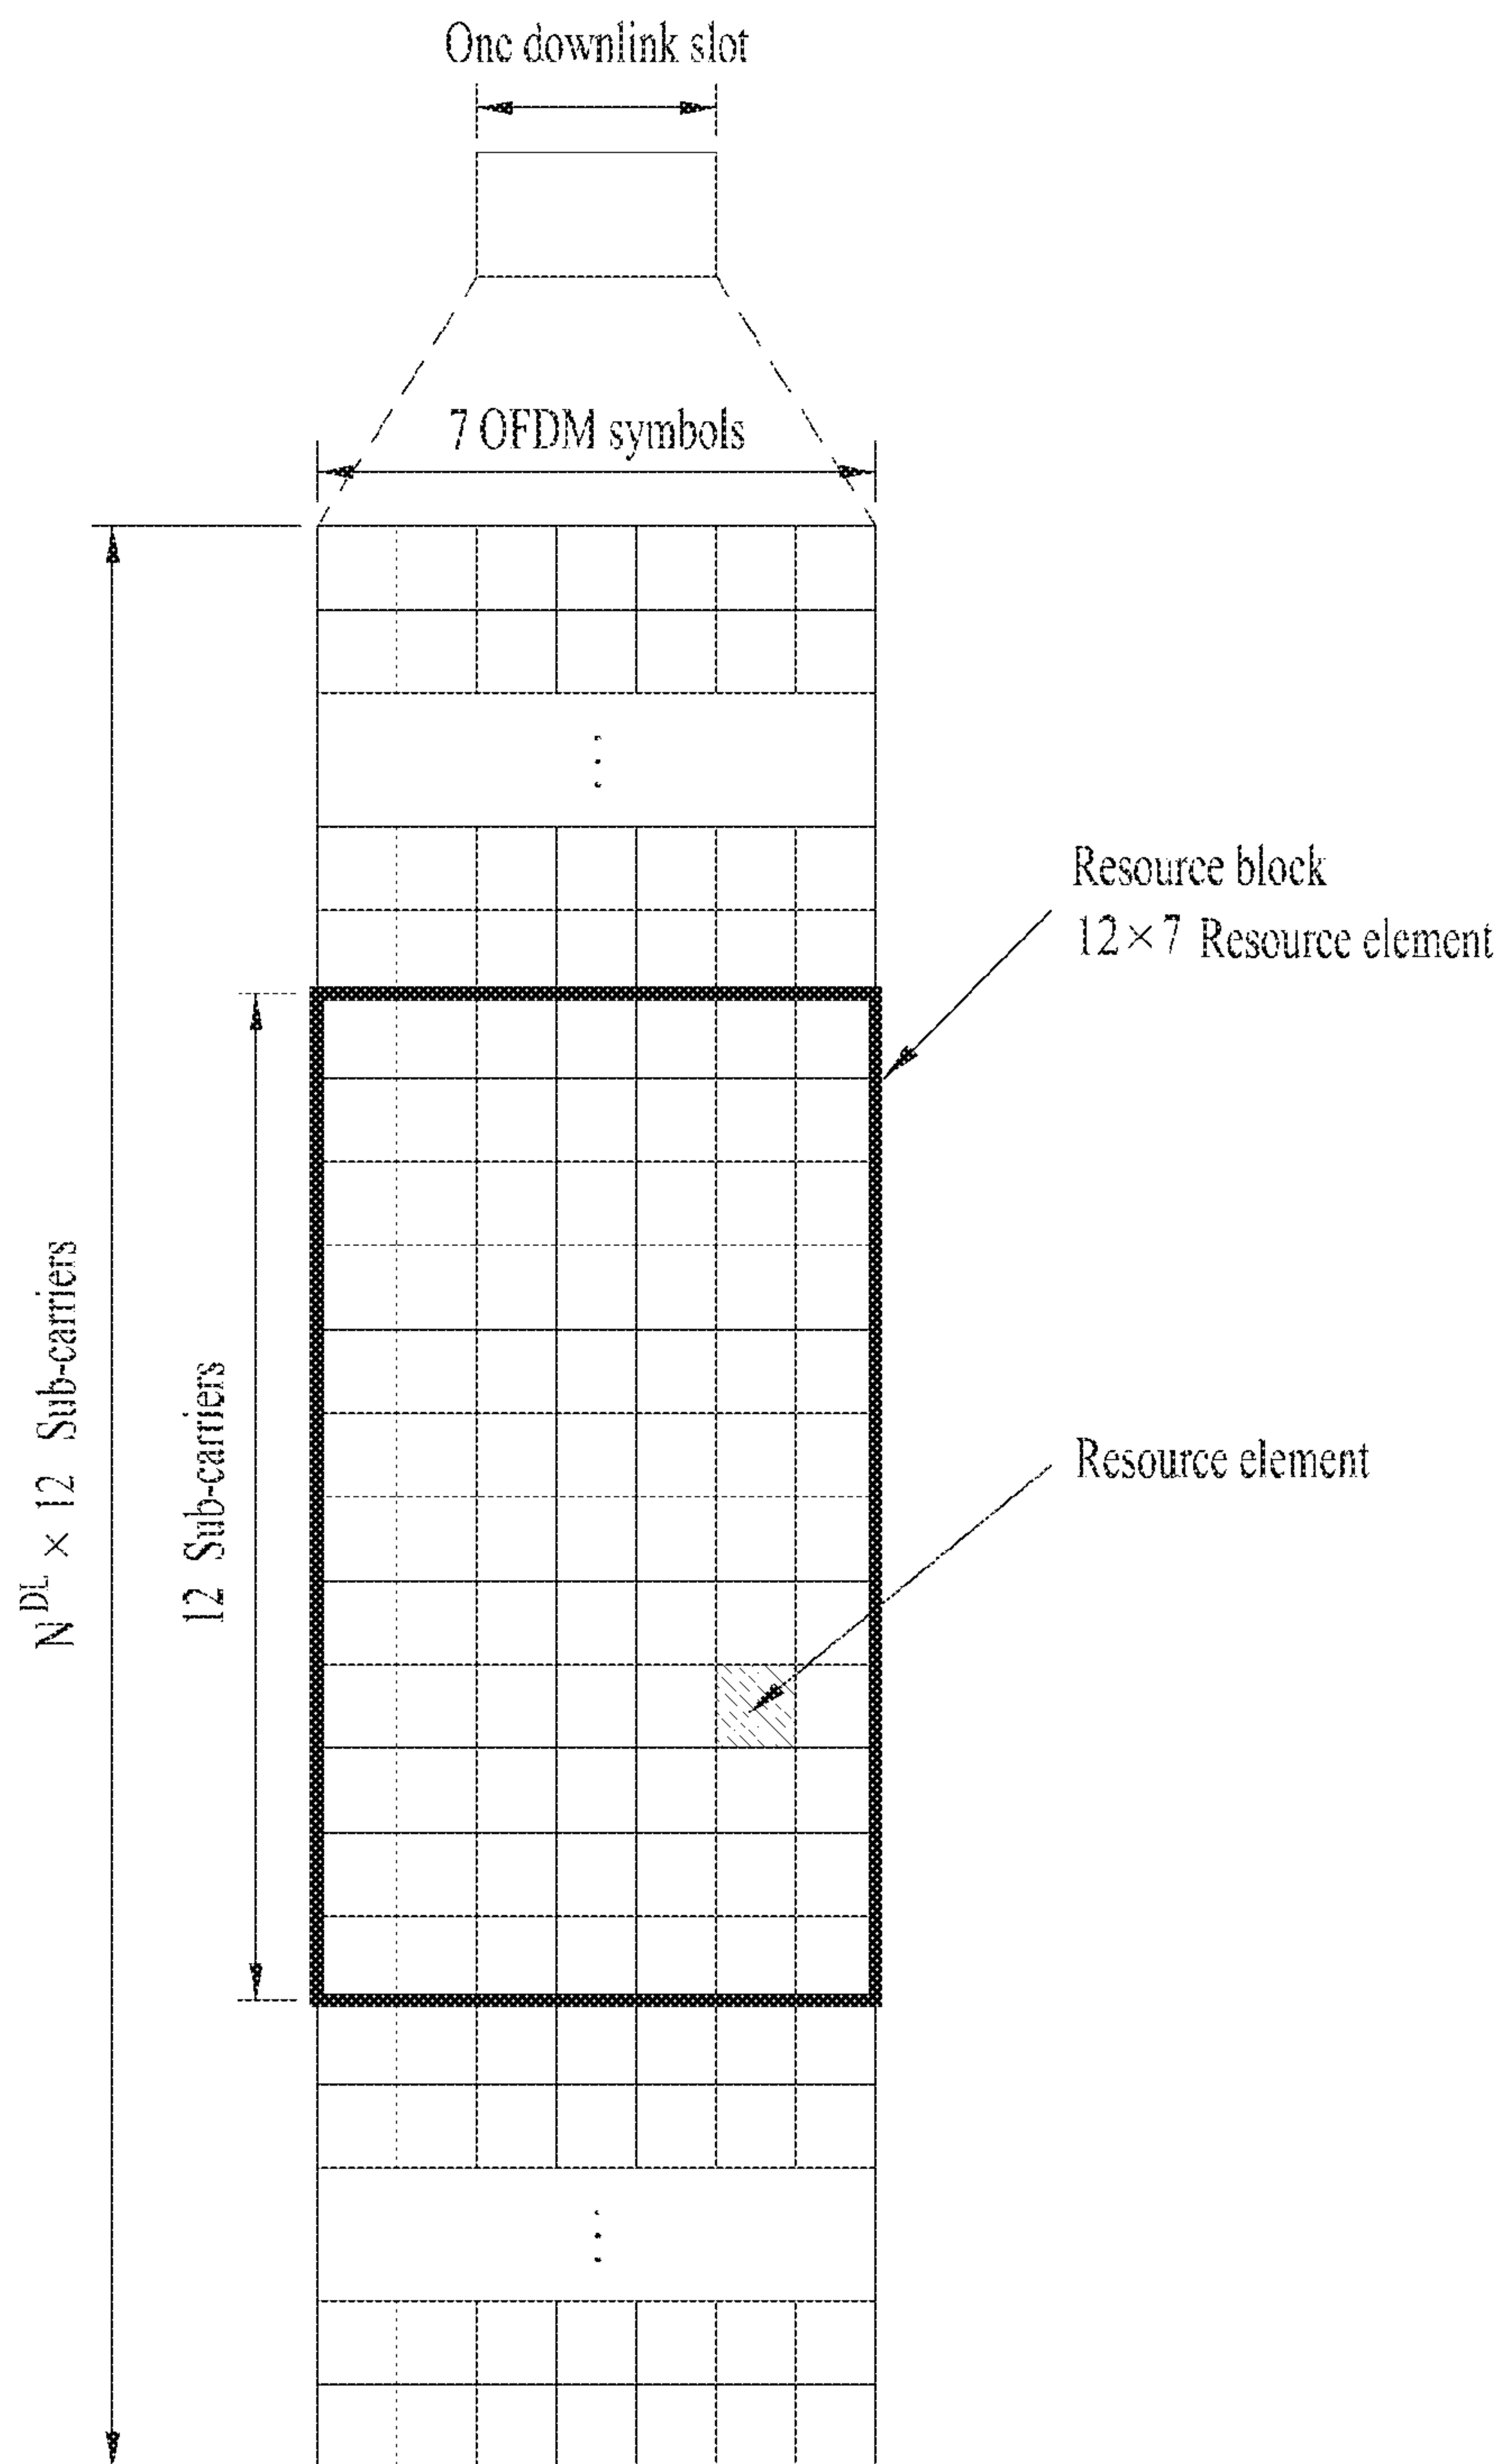 One downlink slot
7 OFDM symbols
Resource block
12×7 Resource element
N^DL × 12 Sub-carriers
12 Sub-carriers
Resource element